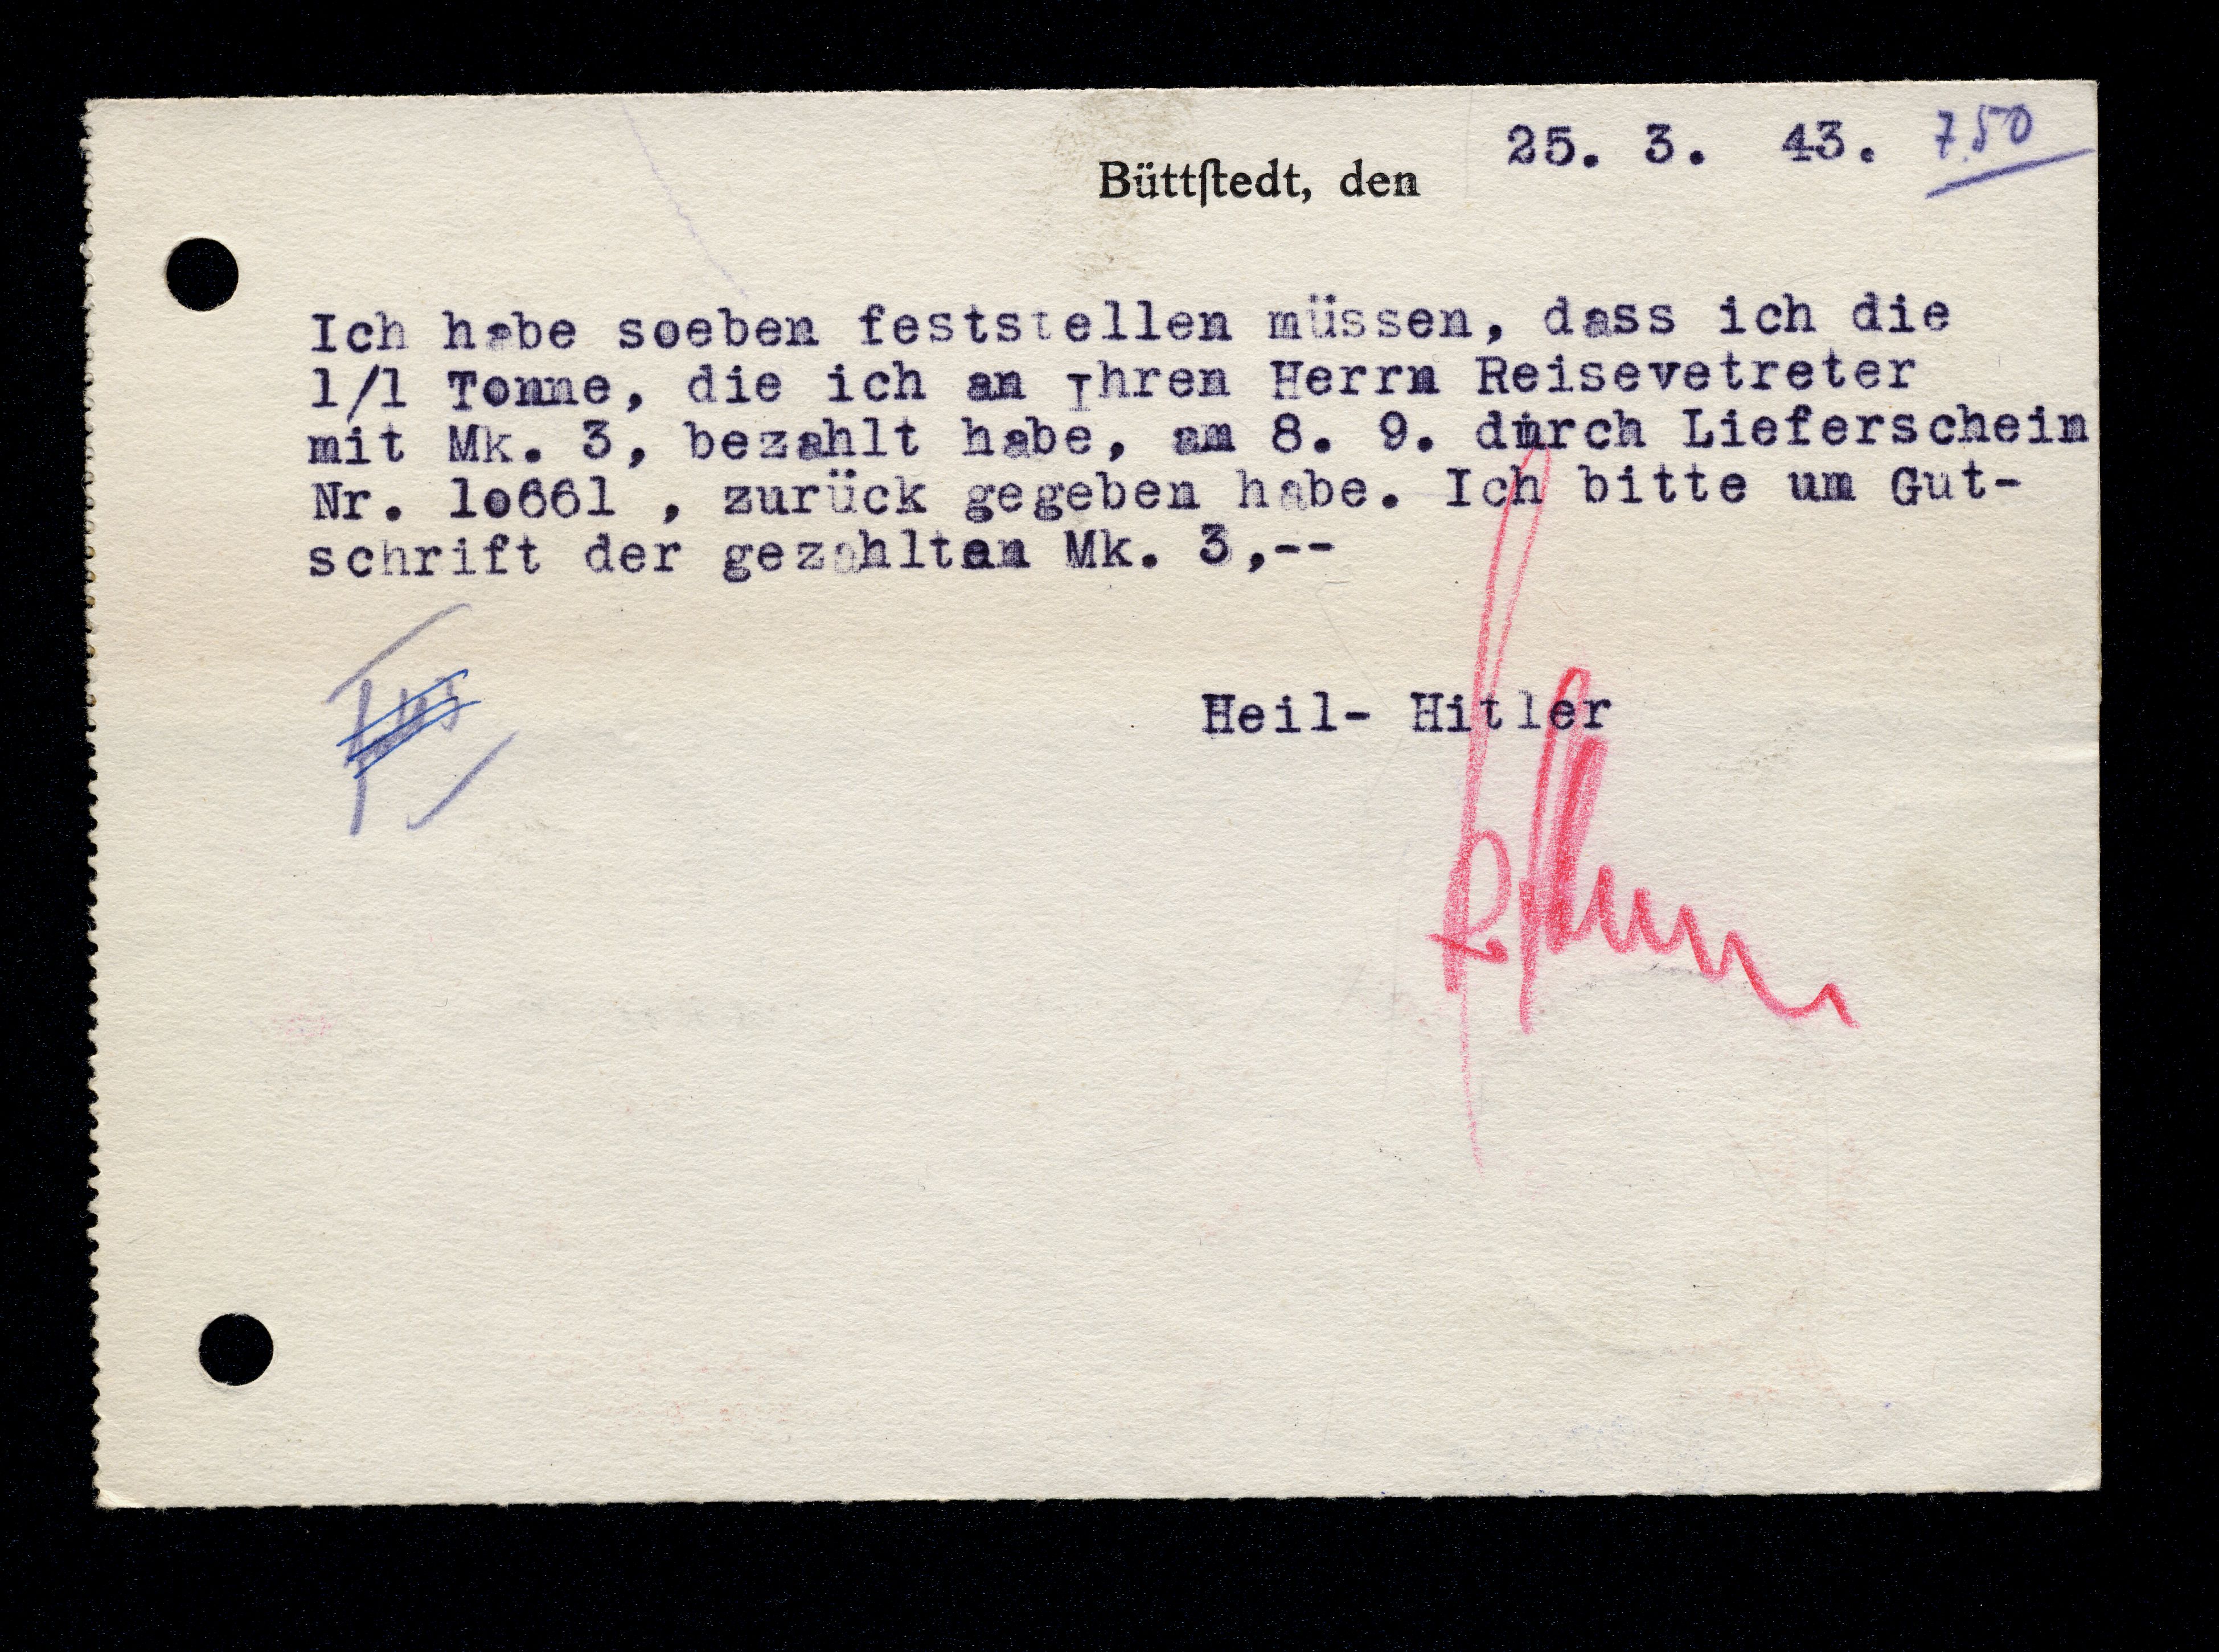 Büttſtedt, den 25. 3. 43. 7.50
Ich habe soeben feststellen müssen, dass ich die
1/1 Tonne, die ich an Ihren Herrn Reisevetreter
mit Mk. 3, bezahlt habe, am 8. 9. durch Lieferschein
Nr. lo66l , zurück gegeben habe. Ich bitte um Gut-
schrift der gezahlten Mk. 3,--
Heil- Hitler